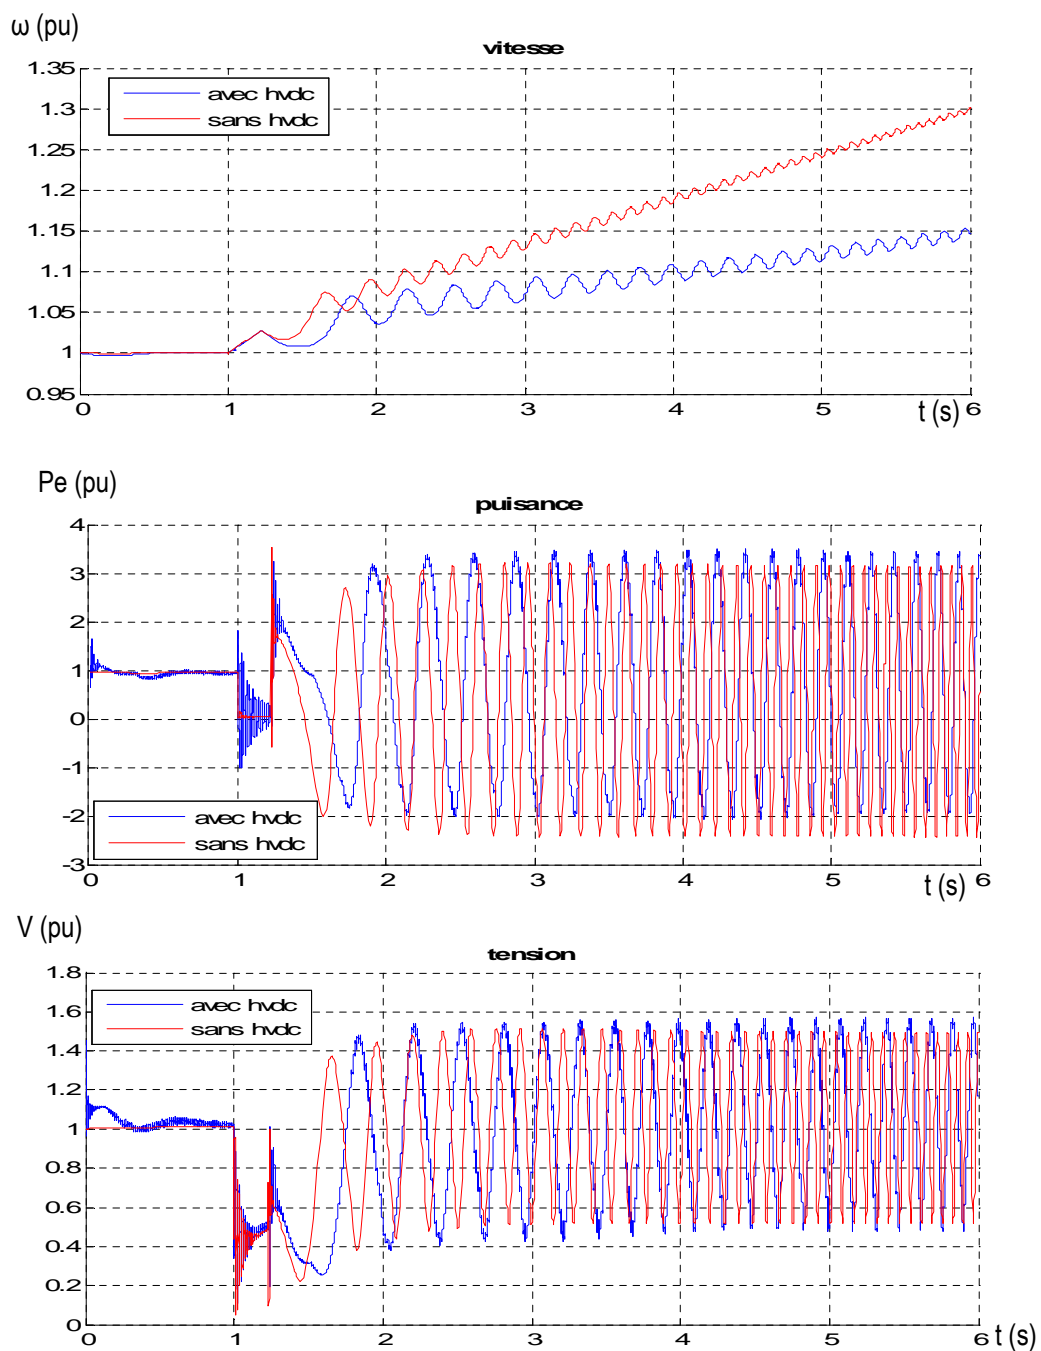 ω (pu)
vitesse
1.35
1.3
1.25
1.2
1.15
1.1
1.05
1
0.95
avec hvdc
sans hvdc
0 1 2 3 4 5 6
t (s)
Pe (pu)
puisance
4
3
2
1
0
-1
-2
-3
avec hvdc
sans hvdc
0 1 2 3 4 5 6
t (s)
V (pu)
tension
1.8
1.6
1.4
1.2
1
0.8
0.6
0.4
0.2
0
avec hvdc
sans hvdc
0 1 2 3 4 5 6
t (s)